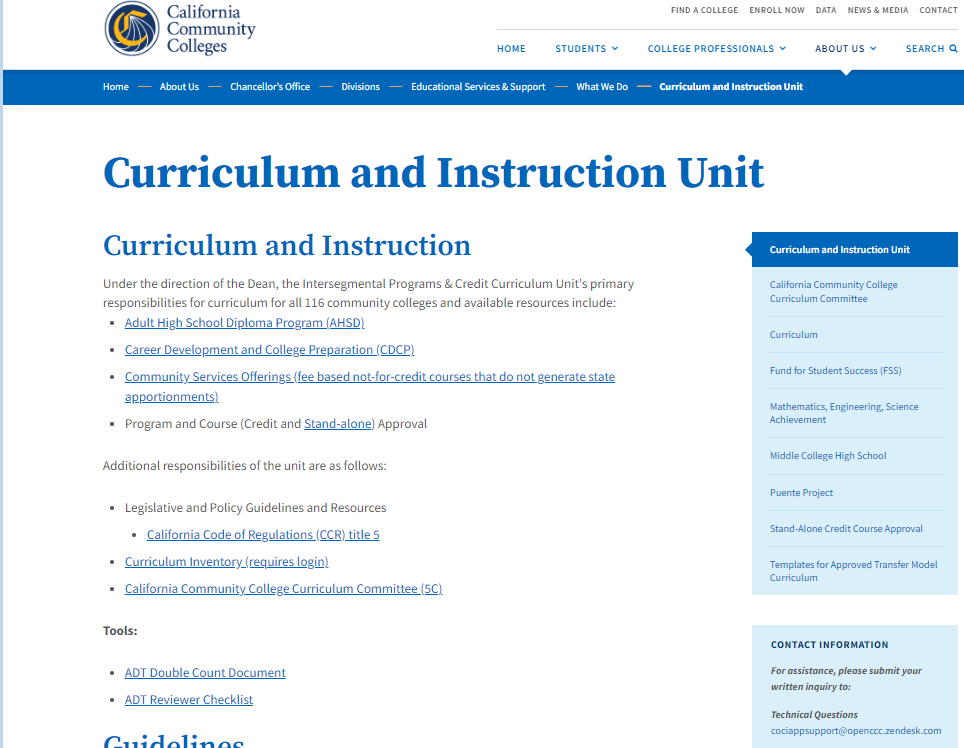 California
Community
Colleges
FIND A COLLEGE ENROLL NOW DATA NEWS & MEDIA CONTACT
HOME STUDENTS COLLEGE PROFESSIONALS ABOUT US SEARCH
Home — About Us — Chancellor's Office — Divisions — Educational Services & Support — What We Do — Curriculum and Instruction Unit
Curriculum and Instruction Unit
Curriculum and Instruction
Under the direction of the Dean, the Intersegmental Programs & Credit Curriculum Unit's primary
responsibilities for curriculum for all 116 community colleges and available resources include:
• Adult High School Diploma Program (AHSD)
• Career Development and College Preparation (CDCP)
• Community Services Offerings (fee based not-for-credit courses that do not generate state
apportionments)
• Program and Course (Credit and Stand-alone) Approval
Additional responsibilities of the unit are as follows:
• Legislative and Policy Guidelines and Resources
• California Code of Regulations (CCR) title 5
• Curriculum Inventory (requires login)
• California Community College Curriculum Committee (5C)
Tools:
• ADT Double Count Document
• ADT Reviewer Checklist
Guidelines
Curriculum and Instruction Unit
California Community College
Curriculum Committee
Curriculum
Fund for Student Success (FSS)
Mathematics, Engineering, Science
Achievement
Middle College High School
Puente Project
Stand-Alone Credit Course Approval
Templates for Approved Transfer Model
Curriculum
CONTACT INFORMATION
For assistance, please submit your
written inquiry to:
Technical Questions
cociappsupport@openccc.zendesk.com